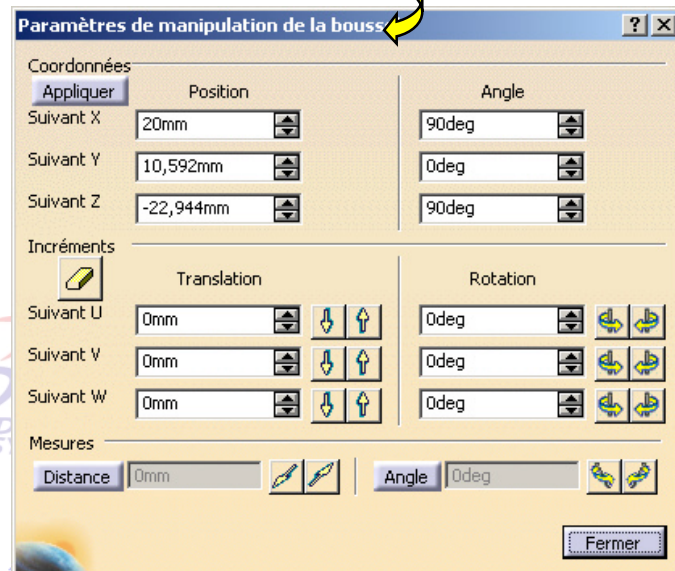 Paramètres de manipulation de la bouss
Coordonnées
Appliquer Position Angle
Suivant X 20mm 90deg
Suivant Y 10,592mm 0deg
Suivant Z -22,944mm 90deg
Incréments
Translation Rotation
Suivant U 0mm 0deg
Suivant V 0mm 0deg
Suivant W 0mm 0deg
Mesures
Distance 0mm Angle 0deg
Fermer